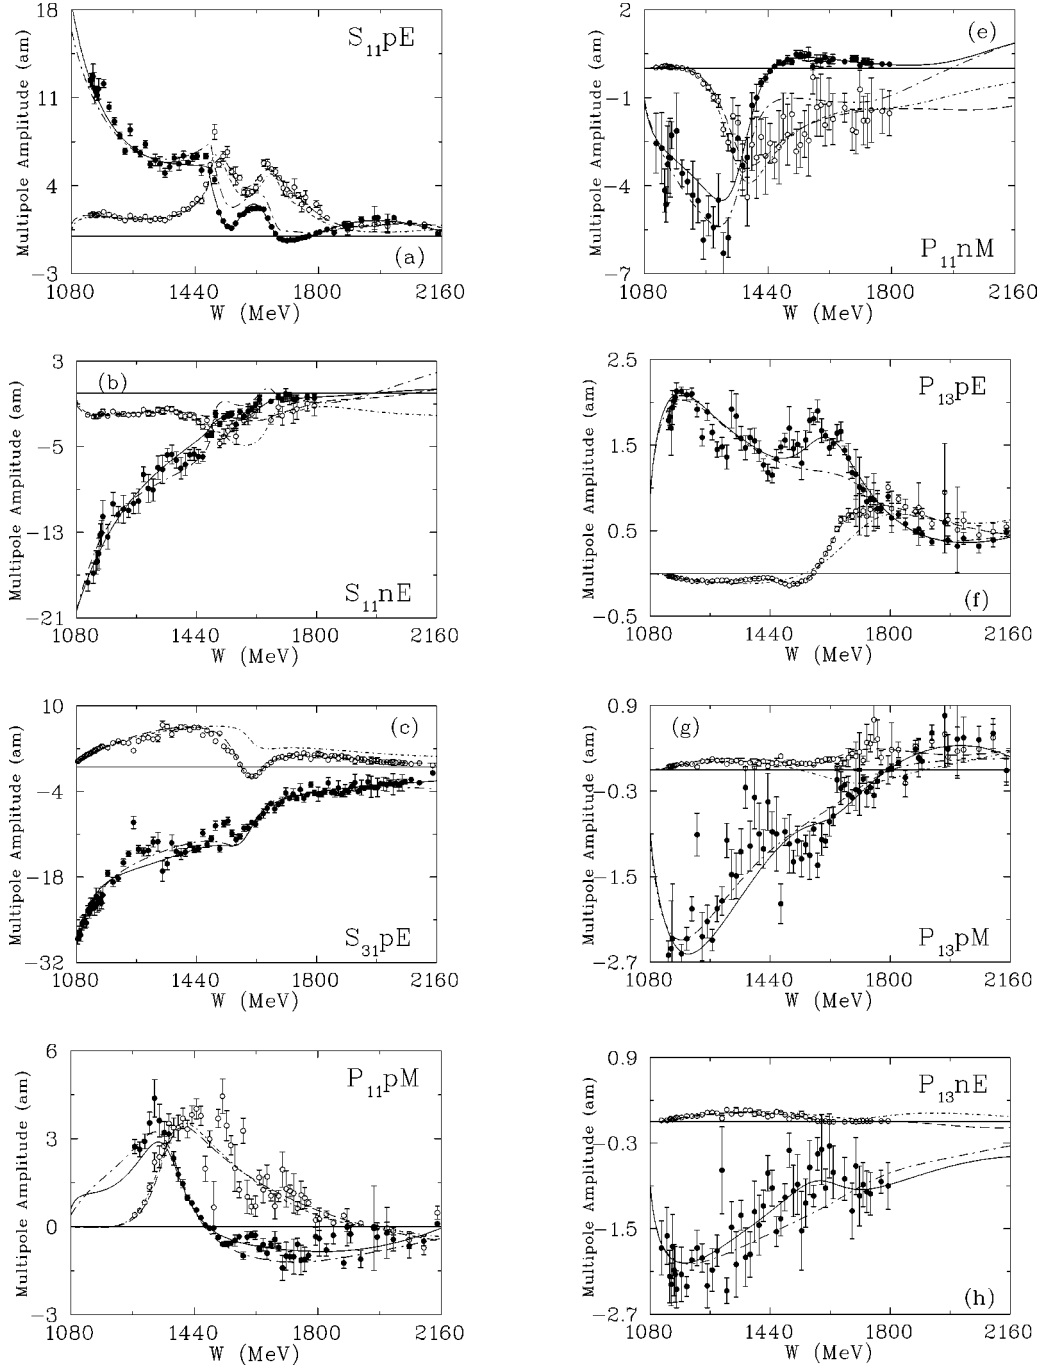 18
11
4
−3
Multipole Amplitude (am)
S11pE
(a)
1080 1440 1800 2160
W (MeV)
3
−5
−13
−21
Multipole Amplitude (am)
(b)
S11nE
1080 1440 1800 2160
W (MeV)
10
−4
−18
−32
Multipole Amplitude (am)
(c)
S31pE
1080 1440 1800 2160
W (MeV)
6
3
0
−3
Multipole Amplitude (am)
P11pM
1080 1440 1800 2160
W (MeV)
2
−1
−4
−7
Multipole Amplitude (am)
(e)
P11nM
1080 1440 1800 2160
W (MeV)
2.5
1.5
0.5
−0.5
Multipole Amplitude (am)
P13pE
(f)
1080 1440 1800 2160
W (MeV)
0.9
−0.3
−1.5
−2.7
Multipole Amplitude (am)
(g)
P13pM
1080 1440 1800 2160
W (MeV)
0.9
−0.3
−1.5
−2.7
Multipole Amplitude (am)
P13nE
(h)
1080 1440 1800 2160
W (MeV)